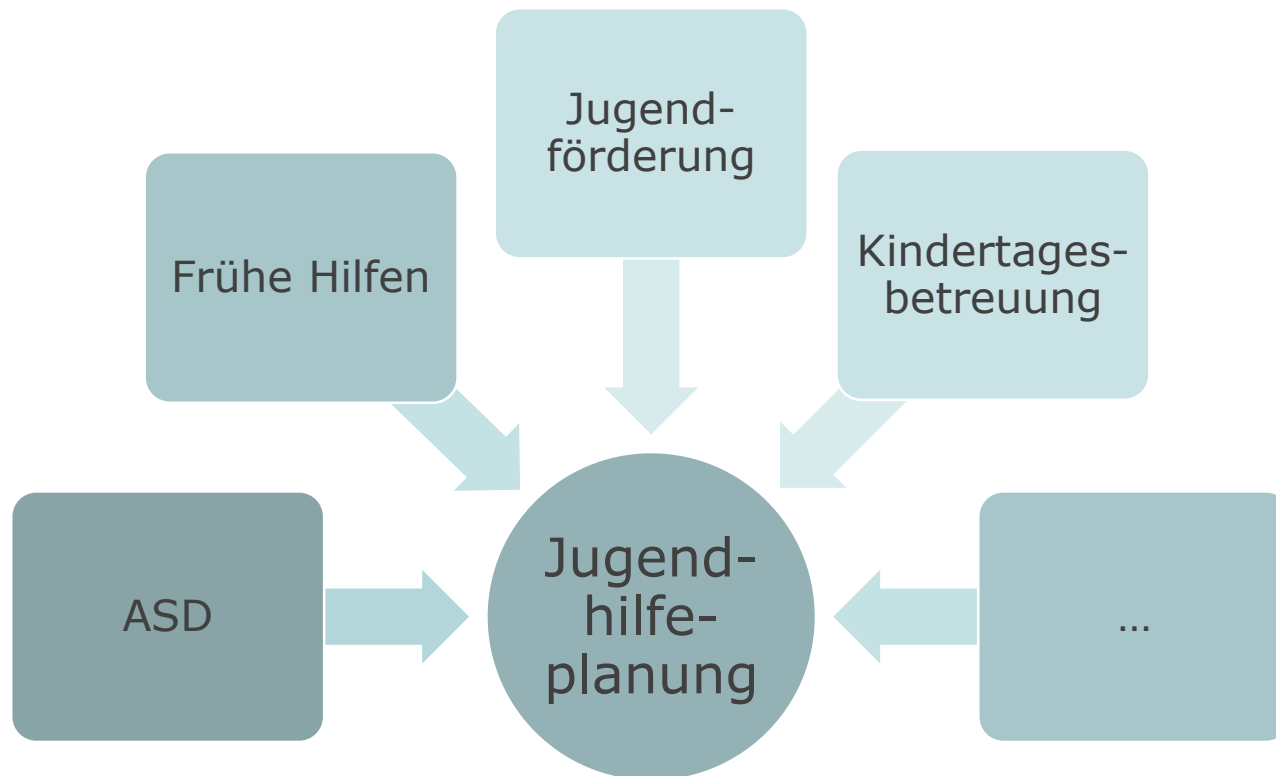 Jugend-
förderung
Frühe Hilfen
Kindertages-
betreuung
ASD
Jugend-
hilfe-
planung
...